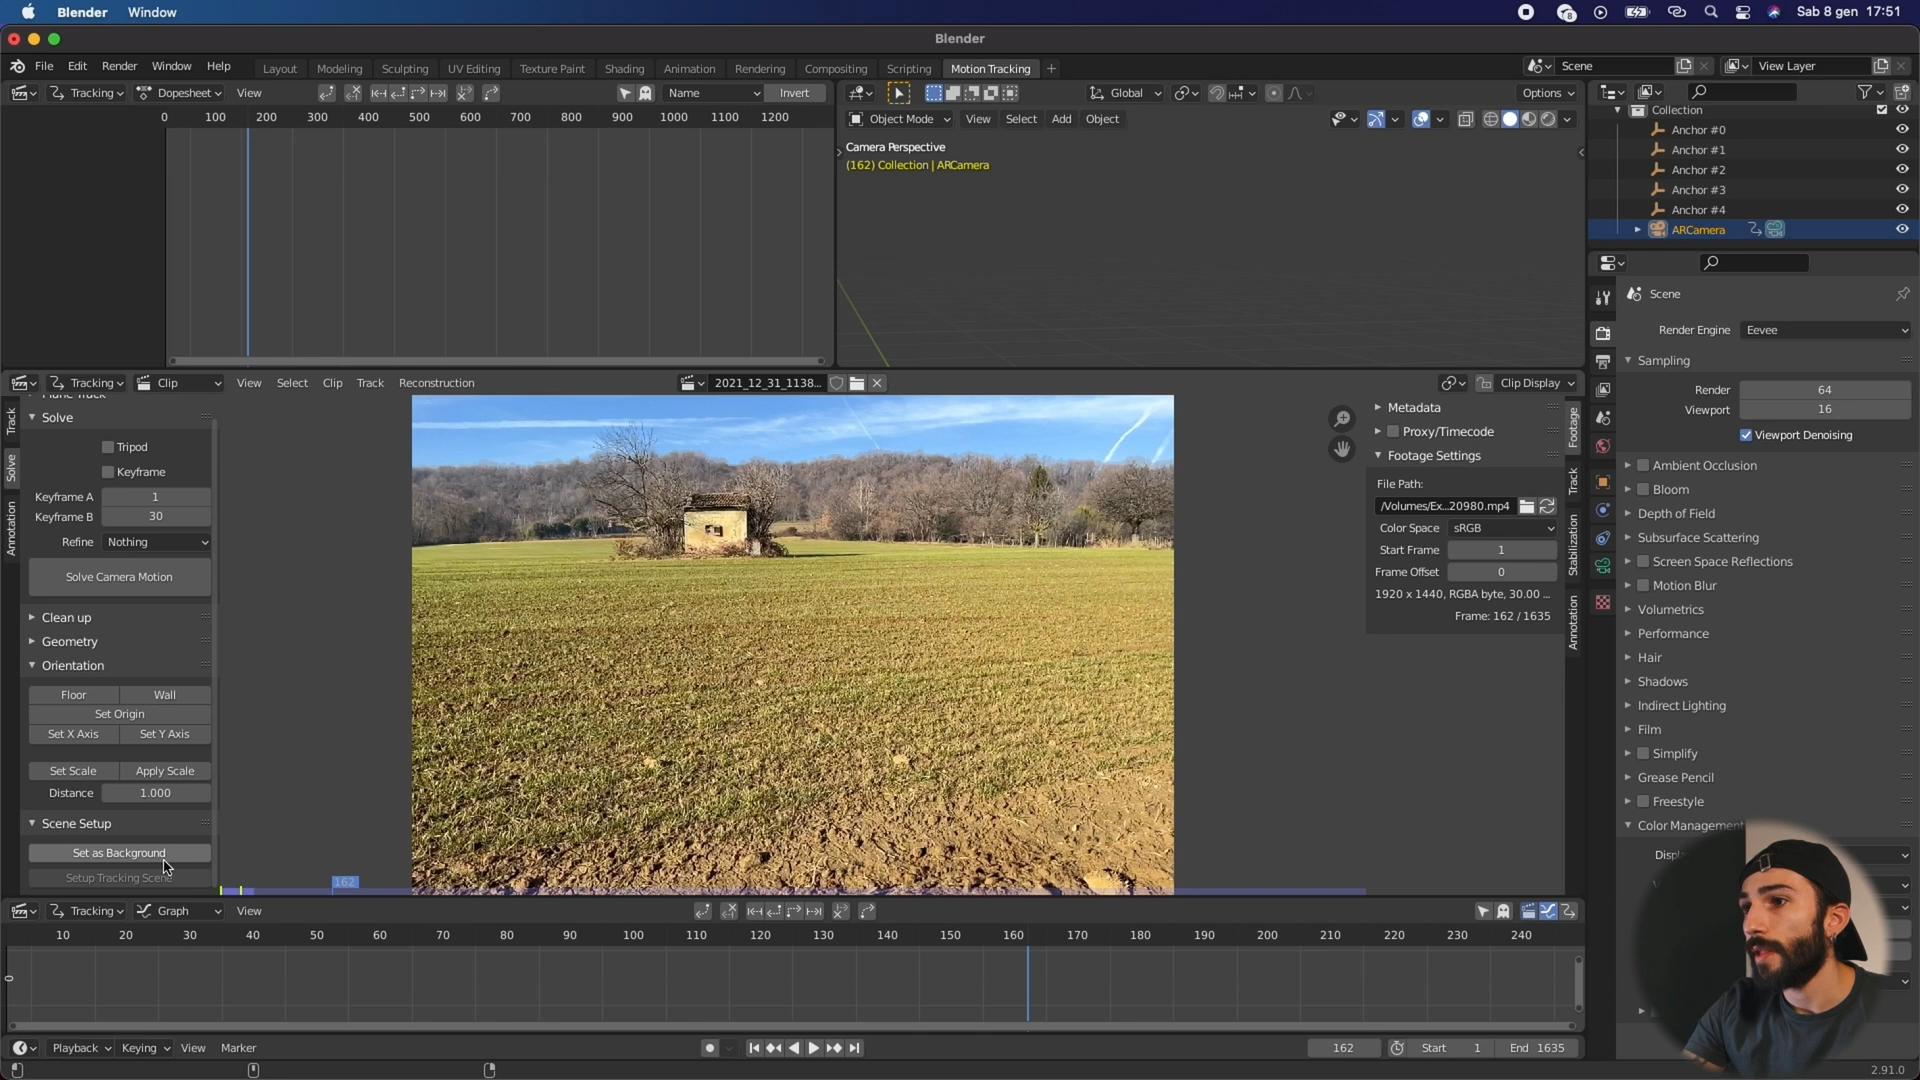 Blender Window 8 Sab 8 gen 17:51
Blender
File Edit Render Window Help Layout Modeling Sculpting UV Editing Texture Paint Shading Animation Rendering Compositing Scripting Motion Tracking + Scene View Layer
Tracking Dopesheet View Name Invert Global Options
0 100 200 300 400 500 600 700 800 900 1000 1100 1200
Object Mode View Select Add Object
Camera Perspective
(162) Collection | ARCamera
Collection
Anchor #0
Anchor #1
Anchor #2
Anchor #3
Anchor #4
ARCamera
Scene
Render Engine Eevee
Sampling
Render 64
Viewport 16
Viewport Denoising
Ambient Occlusion
Bloom
Depth of Field
Subsurface Scattering
Screen Space Reflections
Motion Blur
Volumetrics
Performance
Hair
Shadows
Indirect Lighting
Film
Simplify
Grease Pencil
Freestyle
Color Management
Tracking Clip View Select Clip Track Reconstruction 2021_12_31_1138... Clip Display
Track
Solve
Annotation
Solve
Tripod
Keyframe
Keyframe A 1
Keyframe B 30
Refine Nothing
Solve Camera Motion
Clean up
Geometry
Orientation
Floor Wall
Set Origin
Set X Axis Set Y Axis
Set Scale Apply Scale
Distance 1.000
Scene Setup
Set as Background
Setup Tracking Scene
162
Metadata
Proxy/Timecode
Footage Settings
File Path:
/Volumes/Ex...20980.mp4
Color Space sRGB
Start Frame 1
Frame Offset 0
1920 x 1440, RGBA byte, 30.00 ...
Frame: 162 / 1635
Footage
Track
Stabilization
Annotation
Tracking Graph View
10 20 30 40 50 60 70 80 90 100 110 120 130 140 150 160 170 180 190 200 210 220 230 240
0
Playback Keying View Marker 162 Start 1 End 1635
2.91.0